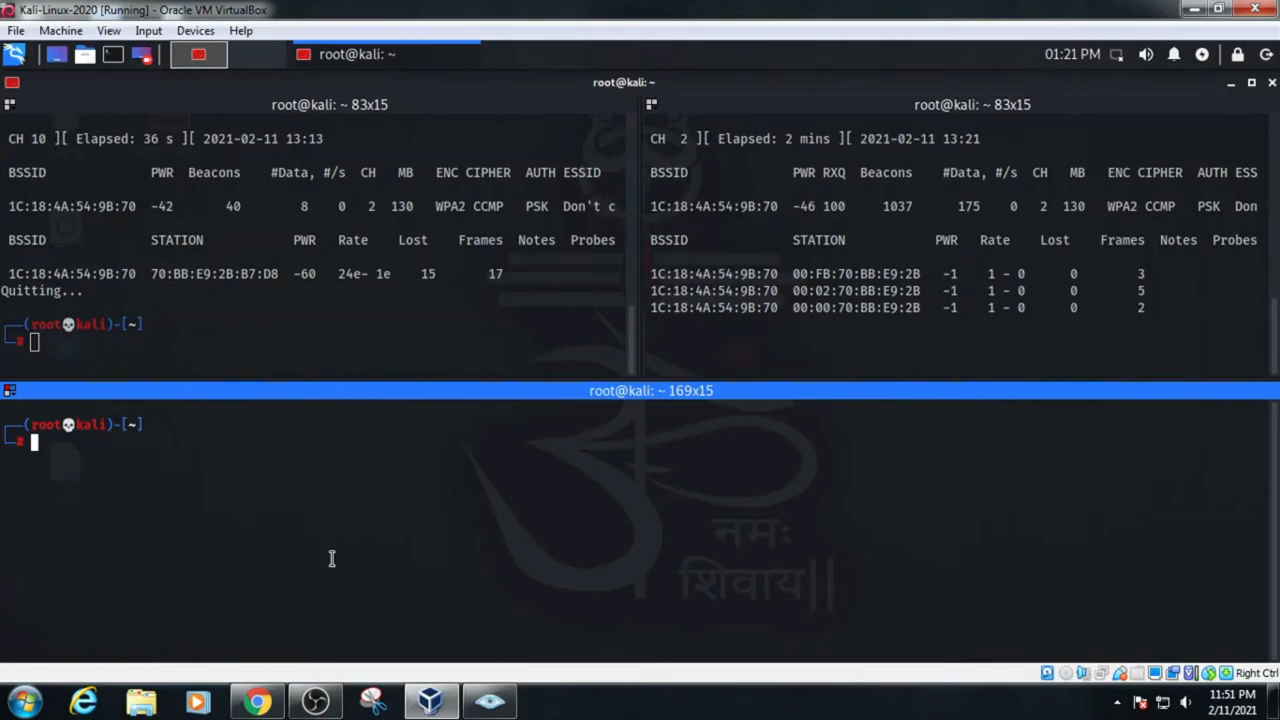 Kali-Linux-2020 [Running] - Oracle VM VirtualBox
File Machine View Input Devices Help
root@kali: ~
01:21 PM
root@kali: ~
root@kali: ~ 83x15
CH 10 ][ Elapsed: 36 s ][ 2021-02-11 13:13
BSSID PWR Beacons #Data, #/s CH MB ENC CIPHER AUTH ESSID
1C:18:4A:54:9B:70 -42 40 8 0 2 130 WPA2 CCMP PSK Don't c
BSSID STATION PWR Rate Lost Frames Notes Probes
1C:18:4A:54:9B:70 70:BB:E9:2B:B7:D8 -60 24e- 1e 15 17
Quitting...
(root💀kali)-[~]
#
root@kali: ~ 83x15
CH 2 ][ Elapsed: 2 mins ][ 2021-02-11 13:21
BSSID PWR RXQ Beacons #Data, #/s CH MB ENC CIPHER AUTH ESS
1C:18:4A:54:9B:70 -46 100 1037 175 0 2 130 WPA2 CCMP PSK Don
BSSID STATION PWR Rate Lost Frames Notes Probes
1C:18:4A:54:9B:70 00:FB:70:BB:E9:2B -1 1 - 0 0 3
1C:18:4A:54:9B:70 00:02:70:BB:E9:2B -1 1 - 0 0 5
1C:18:4A:54:9B:70 00:00:70:BB:E9:2B -1 1 - 0 0 2
root@kali: ~ 169x15
(root💀kali)-[~]
#
नमः
शिवाय||
Right Ctrl
11:51 PM
2/11/2021